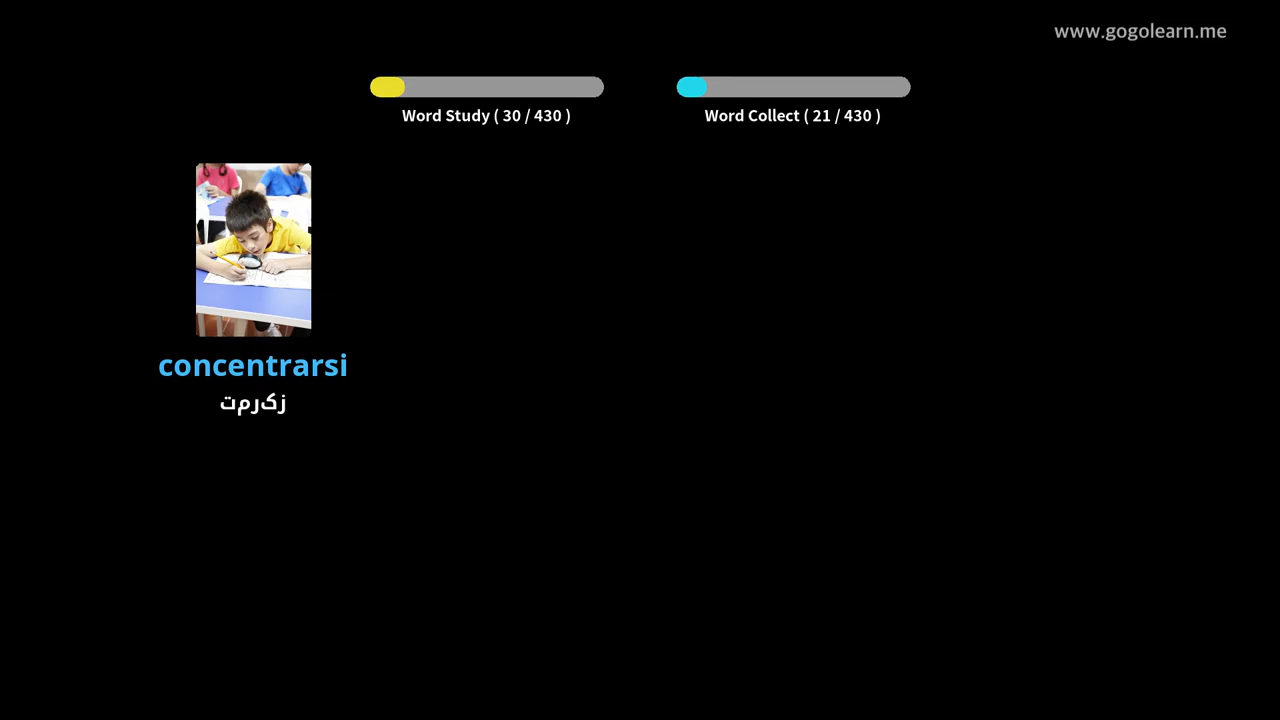 www.gogolearn.me
Word Study ( 30 / 430 )
Word Collect ( 21 / 430 )
concentrarsi
زکرمت